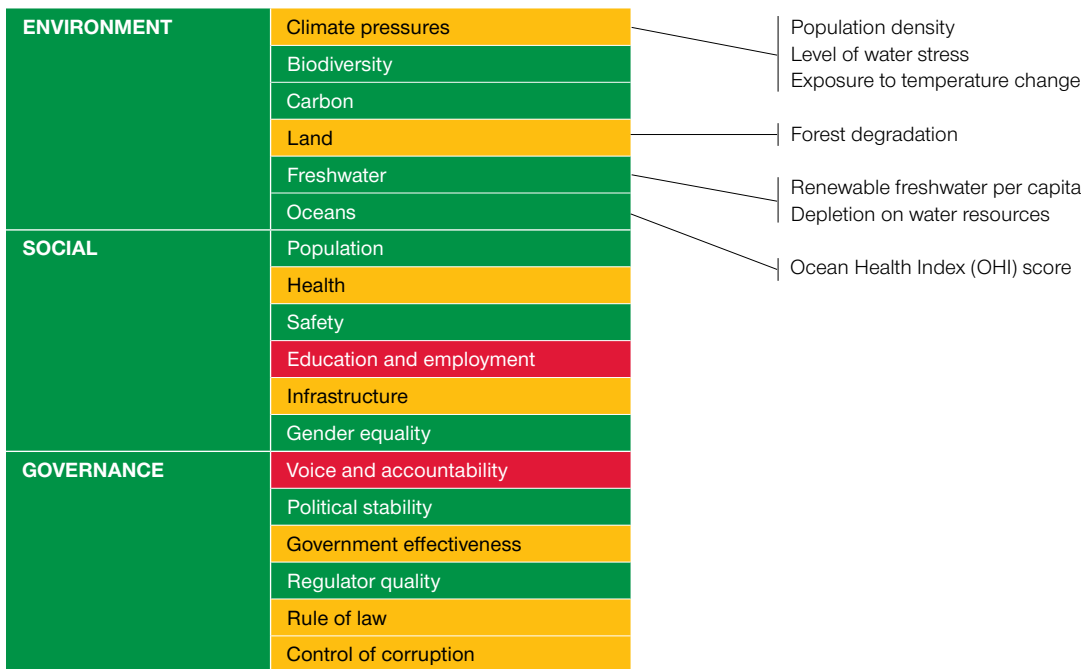 ENVIRONMENT
Climate pressures
Biodiversity
Carbon
Land
Freshwater
Oceans
Population density
Level of water stress
Exposure to temperature change
Forest degradation
Renewable freshwater per capita
Depletion on water resources
Ocean Health Index (OHI) score
SOCIAL
Population
Health
Safety
Education and employment
Infrastructure
Gender equality
GOVERNANCE
Voice and accountability
Political stability
Government effectiveness
Regulator quality
Rule of law
Control of corruption